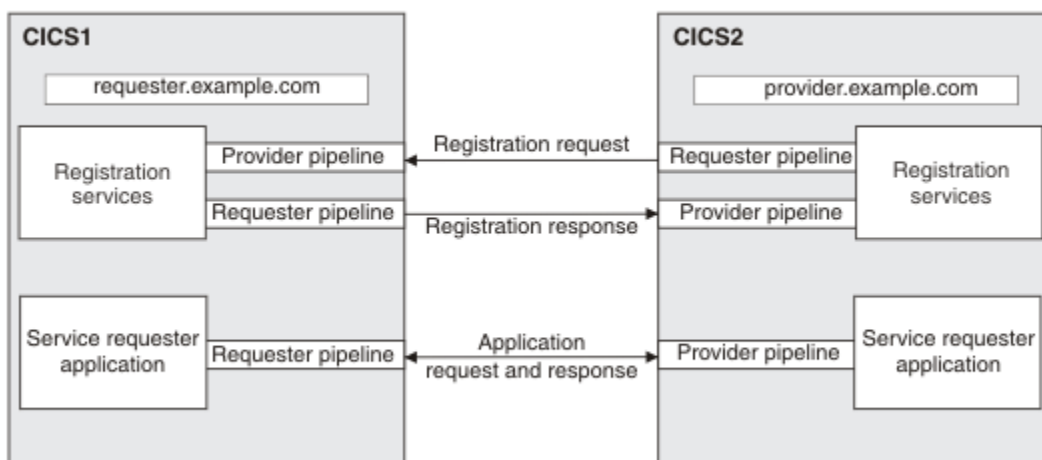 CICS1
requester.example.com
Registration
services
Provider pipeline
Requester pipeline
Service requester
application
Requester pipeline
Registration request
Registration response
Application
request and response
CICS2
provider.example.com
Requester pipeline
Provider pipeline
Registration
services
Provider pipeline
Service requester
application